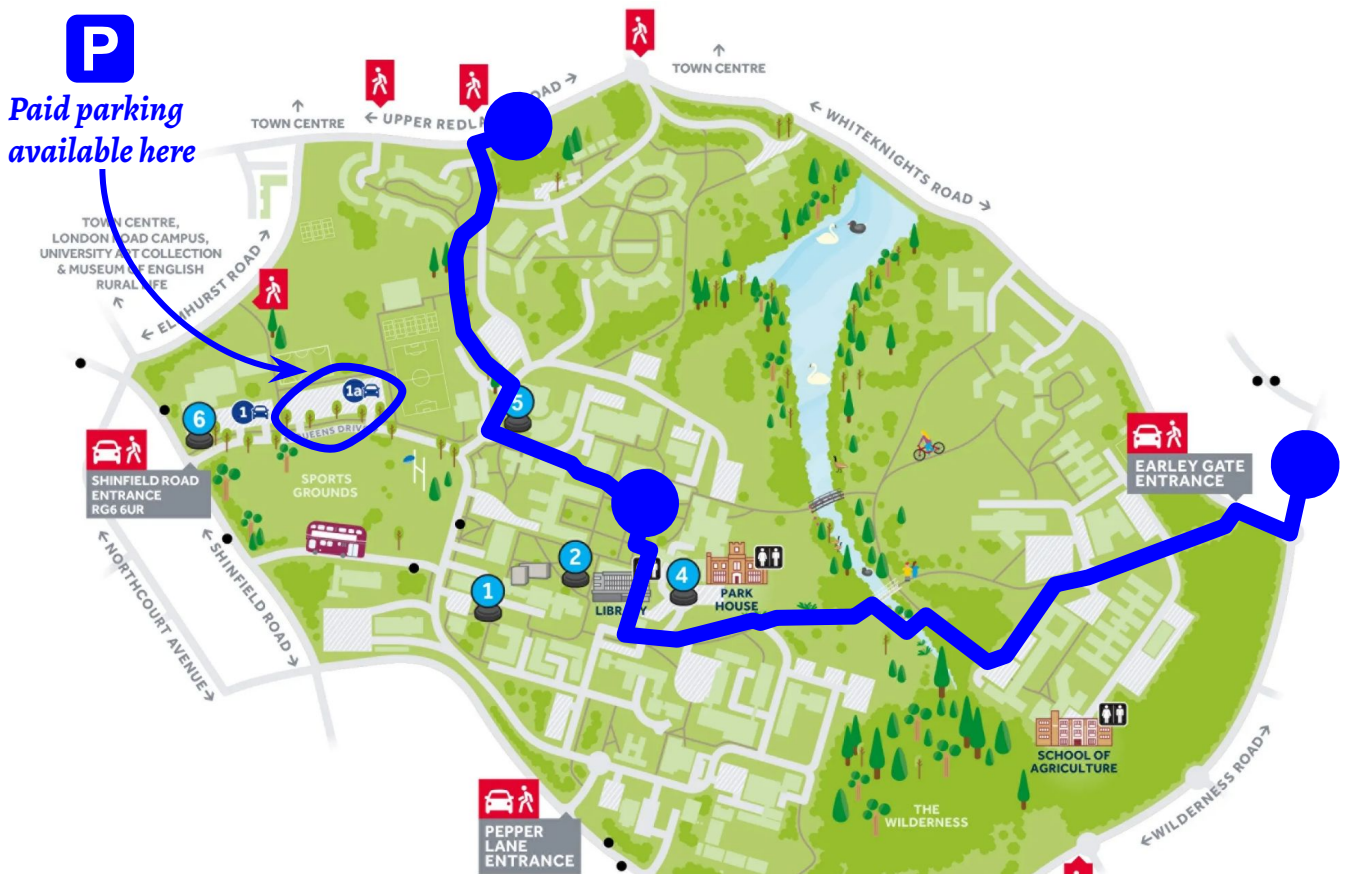 P
Paid parking
available here
↑
TOWN CENTRE
← UPPER REDLA
OAD →
↑
TOWN CENTRE
← WHITEKNIGHTS ROAD →
TOWN CENTRE,
LONDON ROAD CAMPUS,
UNIVERSITY ART COLLECTION
& MUSEUM OF ENGLISH
RURAL LIFE
← ELMHURST ROAD →
1
1a
QUEENS DRIVE
6
5
SHINFIELD ROAD
ENTRANCE
RG6 6UR
SPORTS
GROUNDS
EARLEY GATE
ENTRANCE
← NORTHCOURT AVENUE →
← SHINFIELD ROAD →
1
2
4
LIBRARY
PARK
HOUSE
SCHOOL OF
AGRICULTURE
THE
WILDERNESS
← WILDERNESS ROAD →
PEPPER
LANE
ENTRANCE